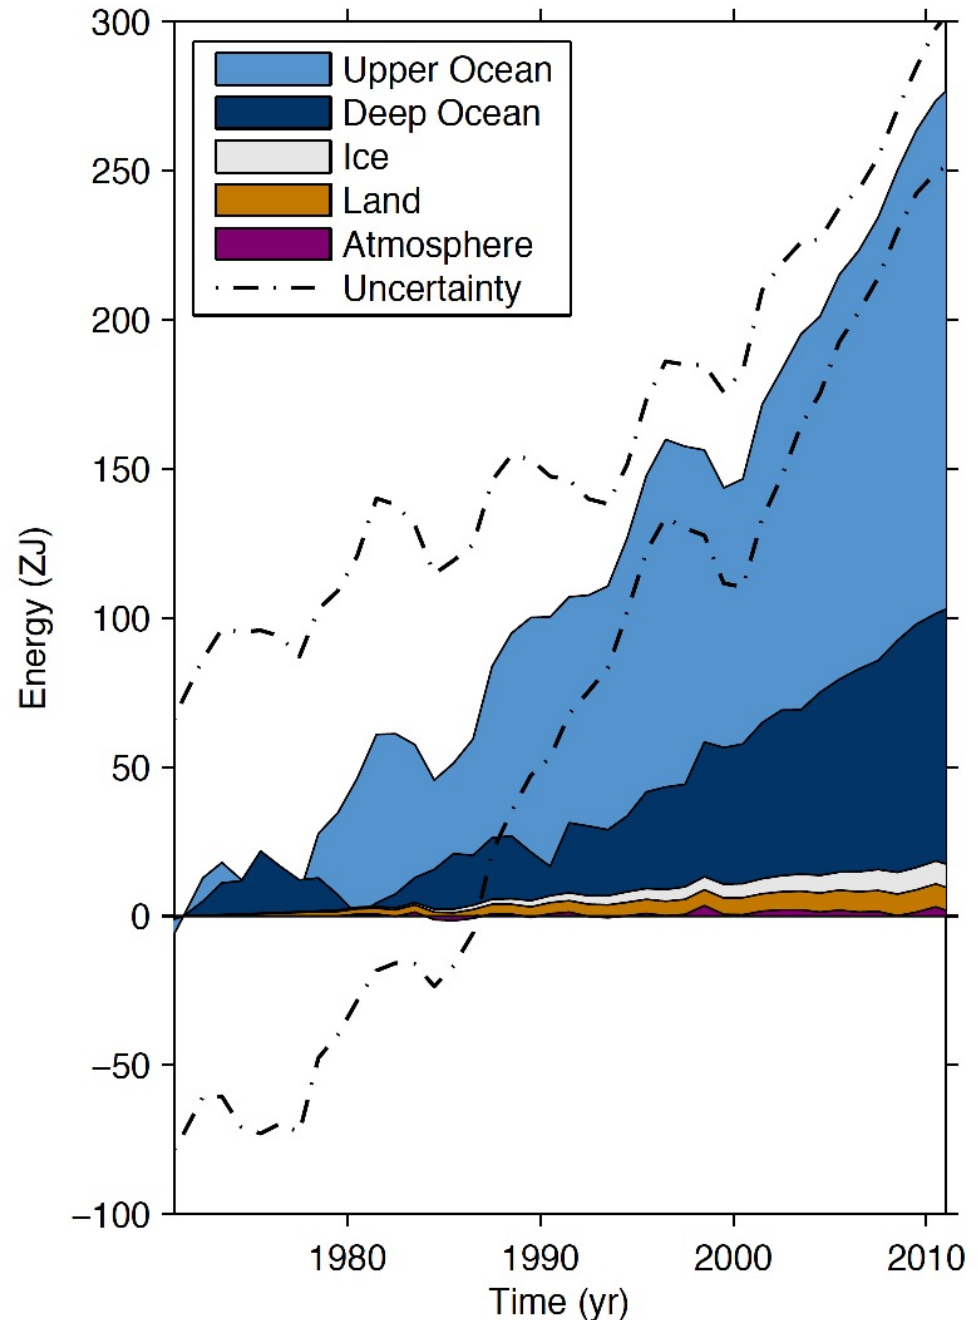 300
250
200
150
100
50
0
−50
−100
Energy (ZJ)
Upper Ocean
Deep Ocean
Ice
Land
Atmosphere
Uncertainty
1980
1990
2000
2010
Time (yr)